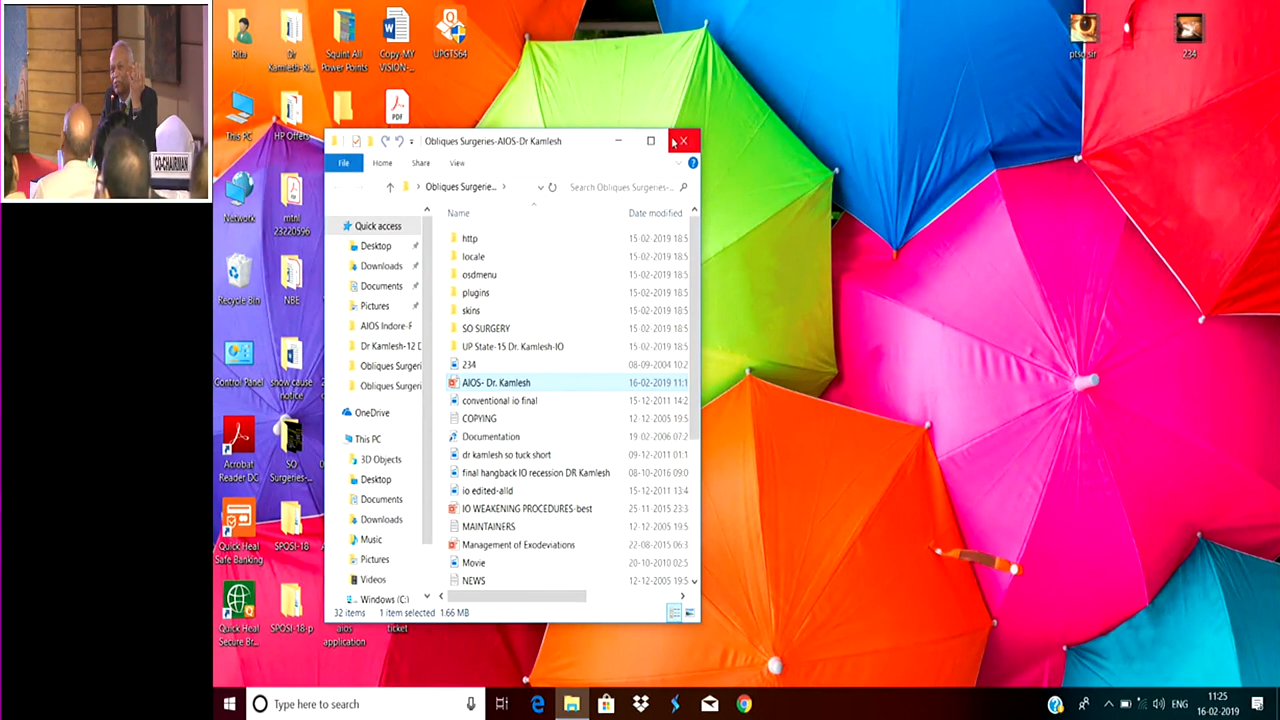 CO-CHAIRMAN
Rita
Dr
Kamlesh-Ri...
Squint All
Power Points
Copy MY
VISION-...
UPGTS64
ptso sir
234
This PC
HP Offers
PDF
Network
mtnl
23220596
Recycle Bin
NBE
Control Panel
snow cause
notice
Acrobat
Reader DC
SO
Surgeries-...
Quick Heal
Safe Banking
SPOSI-18
Quick Heal
Secure Br...
SPOSI-18-p
aios
application
ticket
Obliques Surgeries-AIOS-Dr Kamlesh
File Home Share View
Obliques Surgerie...
Search Obliques Surgeries-...
Name Date modified
Quick access
Desktop
Downloads
Documents
Pictures
AIOS Indore-F
Dr Kamlesh-12 D
Obliques Surgeri
Obliques Surgeri
OneDrive
This PC
3D Objects
Desktop
Documents
Downloads
Music
Pictures
Videos
Windows (C:)
http 15-02-2019 18:5
locale 15-02-2019 18:5
osdmenu 15-02-2019 18:5
plugins 15-02-2019 18:5
skins 15-02-2019 18:5
SO SURGERY 15-02-2019 18:5
UP State-15 Dr. Kamlesh-IO 15-02-2019 18:5
234 08-09-2004 10:2
AIOS- Dr. Kamlesh 16-02-2019 11:1
conventional io final 15-12-2011 14:2
COPYING 12-12-2005 19:5
Documentation 19-02-2006 07:2
dr kamlesh so tuck short 09-12-2011 01:1
final hangback IO recession DR Kamlesh 08-10-2016 09:0
io edited-alld 15-12-2011 13:4
IO WEAKENING PROCEDURES-best 25-11-2015 23:3
MAINTAINERS 12-12-2005 19:5
Management of Exodeviations 22-08-2015 06:3
Movie 20-10-2010 02:5
NEWS 12-12-2005 19:5
32 items 1 item selected 1.66 MB
Type here to search
ENG
11:25
16-02-2019